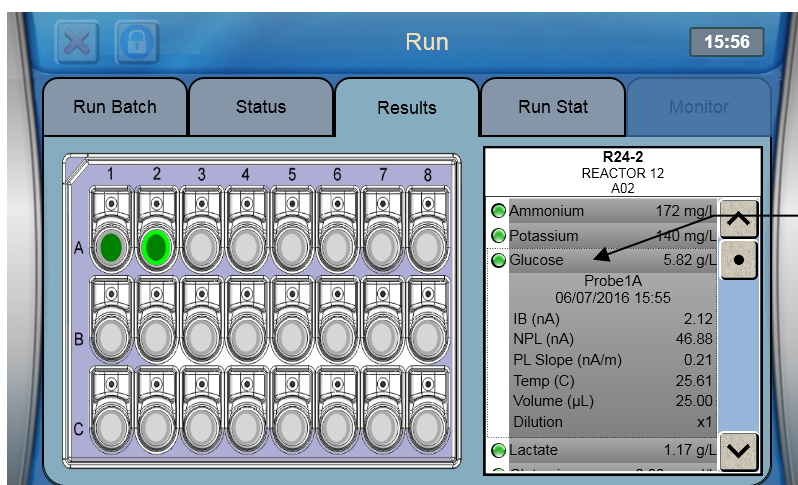 Run
15:56
Run Batch
Status
Results
Run Stat
Monitor
1 2 3 4 5 6 7 8
A
B
C
R24-2
REACTOR 12
A02
Ammonium 172 mg/L
Potassium 140 mg/L
Glucose 5.82 g/L
Probe1A
06/07/2016 15:55
IB (nA) 2.12
NPL (nA) 46.88
PL Slope (nA/m) 0.21
Temp (C) 25.61
Volume (µL) 25.00
Dilution x1
Lactate 1.17 g/L